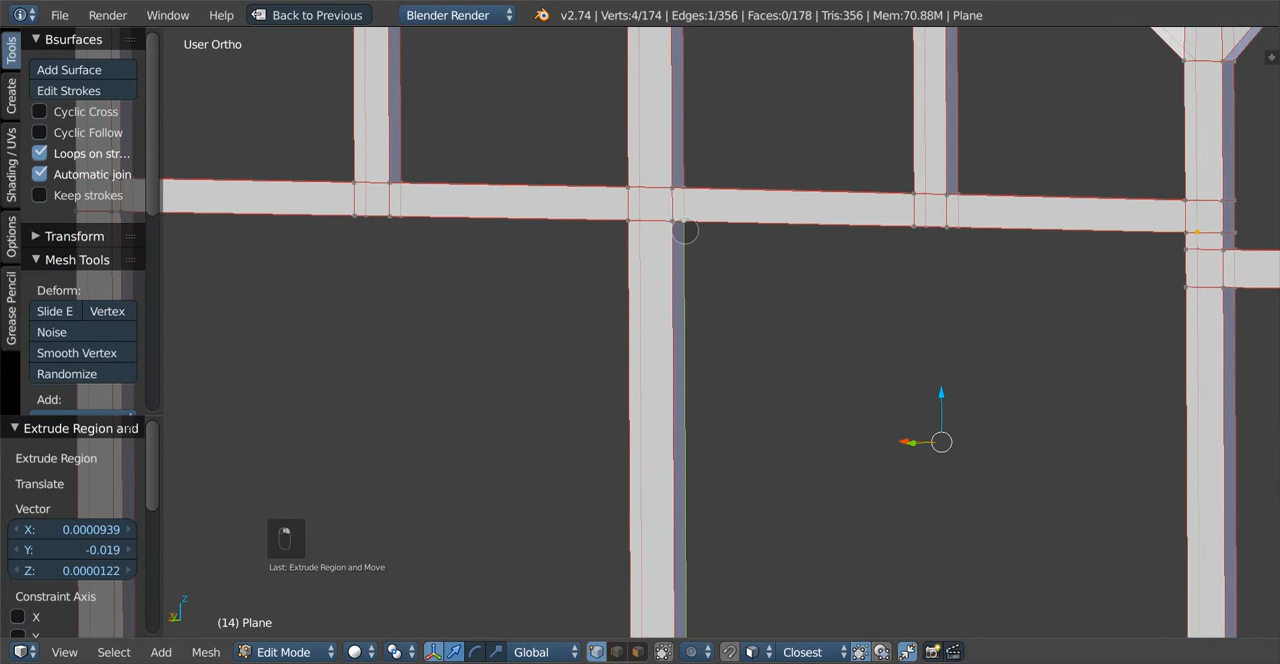 File Render Window Help Back to Previous Blender Render v2.74 | Verts:4/174 | Edges:1/356 | Faces:0/178 | Tris:356 | Mem:70.88M | Plane
Tools
Create
Shading / UVs
Options
Grease Pencil
Bsurfaces
Add Surface
Edit Strokes
Cyclic Cross
Cyclic Follow
Loops on str...
Automatic join
Keep strokes
Transform
Mesh Tools
Deform:
Slide E Vertex
Noise
Smooth Vertex
Randomize
Add:
Extrude Region and
Extrude Region
Translate
Vector
X: 0.0000939
Y: -0.019
Z: 0.0000122
Constraint Axis
X
User Ortho
Last: Extrude Region and Move
z
y
(14) Plane
View Select Add Mesh Edit Mode Global Closest